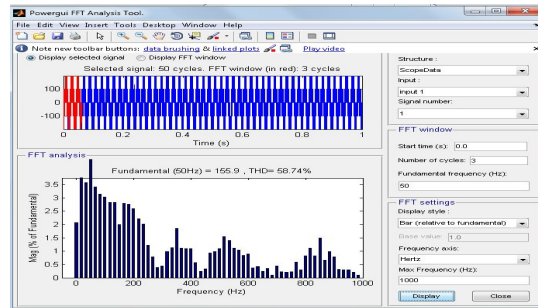 Powergui FFT Analysis Tool.
File Edit View Insert Tools Desktop Window Help
Note new toolbar buttons: data brushing & linked plots Play video
Display selected signal Display FFT window
Selected signal: 50 cycles. FFT window (in red): 3 cycles
100
0
-100
0 0.2 0.4 0.6 0.8 1
Time (s)
FFT analysis
Fundamental (50Hz) = 155.9 , THD= 58.74%
Mag (% of Fundamental)
3.5
3
2.5
2
1.5
1
0.5
0
0 200 400 600 800 1000
Frequency (Hz)
Structure :
ScopeData
Input :
input 1
Signal number:
1
FFT window
Start time (s): 0.0
Number of cycles: 3
Fundamental frequency (Hz):
50
FFT settings
Display style :
Bar (relative to fundamental)
Base value: 1.0
Frequency axis:
Hertz
Max Frequency (Hz):
1000
Display Close